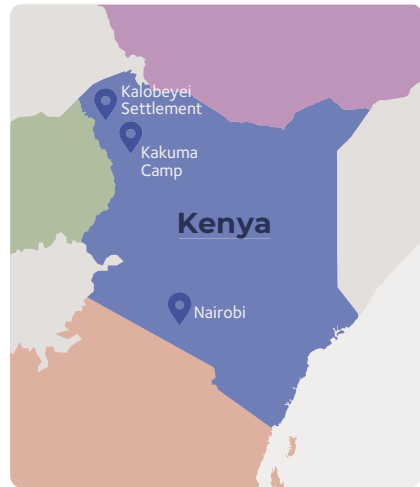 Kalobeyei
Settlement
Kakuma
Camp
Kenya
Nairobi